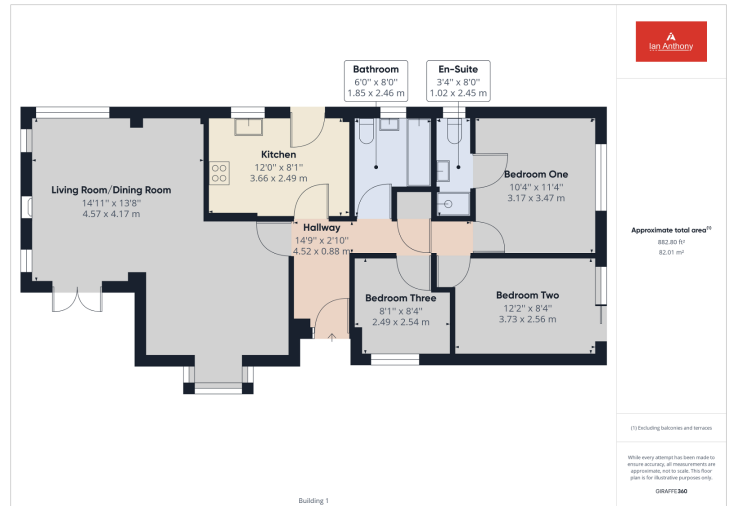 Bathroom
6'0" x 8'0"
1.85 x 2.46 m
En-Suite
3'4" x 8'0"
1.02 x 2.45 m
Kitchen
12'0" x 8'1"
3.66 x 2.49 m
Living Room/Dining Room
14'11" x 13'8"
4.57 x 4.17 m
Bedroom One
10'4" x 11'4"
3.17 x 3.47 m
Hallway
14'9" x 2'10"
4.52 x 0.88 m
Bedroom Three
8'1" x 8'4"
2.49 x 2.54 m
Bedroom Two
12'2" x 8'4"
3.73 x 2.56 m
Building 1
Ian Anthony
Approximate total area(1)
882.80 ft²
82.01 m²
(1) Excluding balconies and terraces
While every attempt has been made to
ensure accuracy, all measurements are
approximate, not to scale. This floor
plan is for illustrative purposes only.
GIRAFFE360